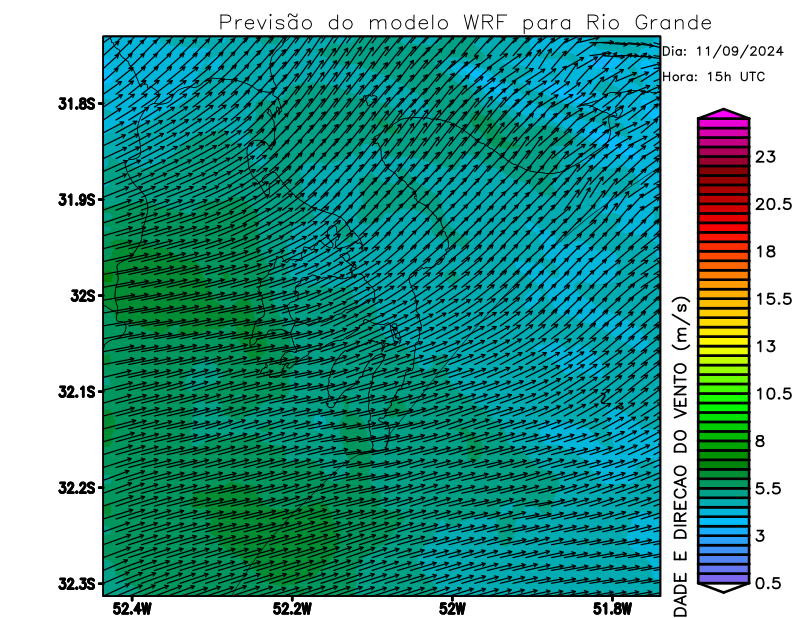 Previsão do modelo WRF para Rio Grande
Dia: 11/09/2024
Hora: 15h UTC
31.8S
31.9S
32S
32.1S
32.2S
32.3S
52.4W
52.2W
52W
51.8W
23
20.5
18
15.5
13
10.5
8
5.5
3
0.5
DADE E DIRECAO DO VENTO (m/s)